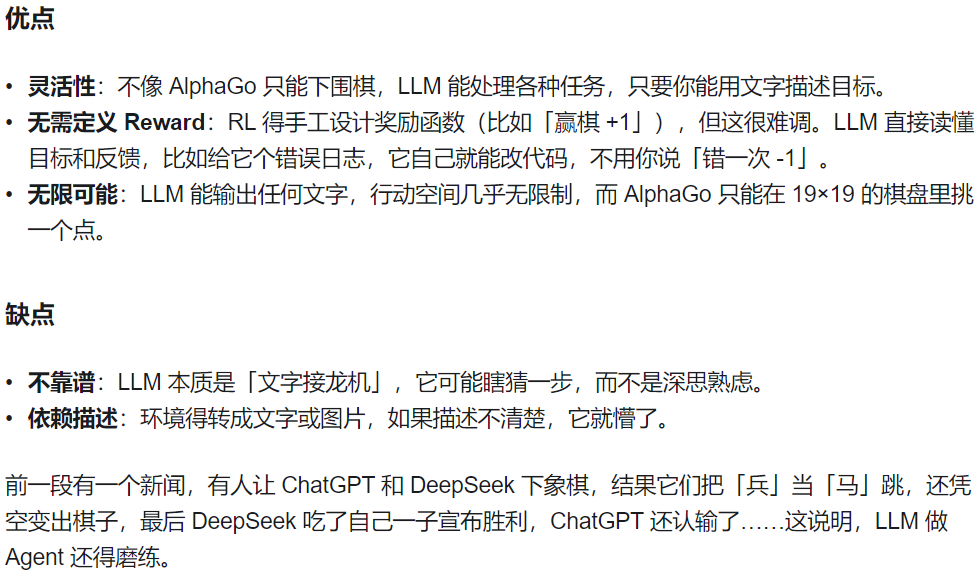 优点
• 灵活性：不像 AlphaGo 只能下围棋，LLM 能处理各种任务，只要你能用文字描述目标。
• 无需定义 Reward：RL 得手工设计奖励函数（比如「赢棋 +1」），但这很难调。LLM 直接读懂
目标和反馈，比如给它个错误日志，它自己就能改代码，不用你说「错一次 -1」。
• 无限可能：LLM 能输出任何文字，行动空间几乎无限制，而 AlphaGo 只能在 19×19 的棋盘里挑
一个点。
缺点
• 不靠谱：LLM 本质是「文字接龙机」，它可能瞎猜一步，而不是深思熟虑。
• 依赖描述：环境得转成文字或图片，如果描述不清楚，它就懵了。
前一段有一个新闻，有人让 ChatGPT 和 DeepSeek 下象棋，结果它们把「兵」当「马」跳，还凭
空变出棋子，最后 DeepSeek 吃了自己一子宣布胜利，ChatGPT 还认输了……这说明，LLM 做
Agent 还得磨练。